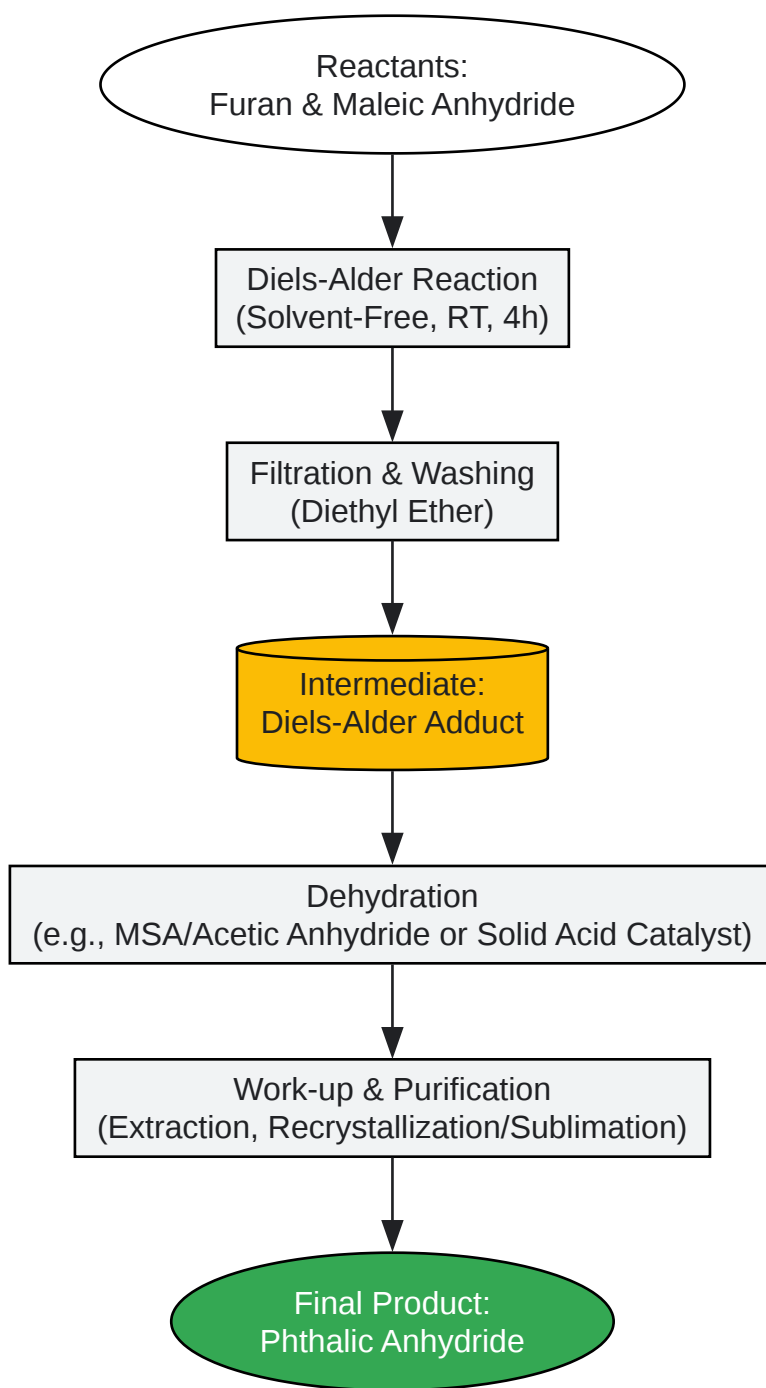 Reactants:
Furan & Maleic Anhydride
Diels-Alder Reaction
(Solvent-Free, RT, 4h)
Filtration & Washing
(Diethyl Ether)
Intermediate:
Diels-Alder Adduct
Dehydration
(e.g., MSA/Acetic Anhydride or Solid Acid Catalyst)
Work-up & Purification
(Extraction, Recrystallization/Sublimation)
Final Product:
Phthalic Anhydride